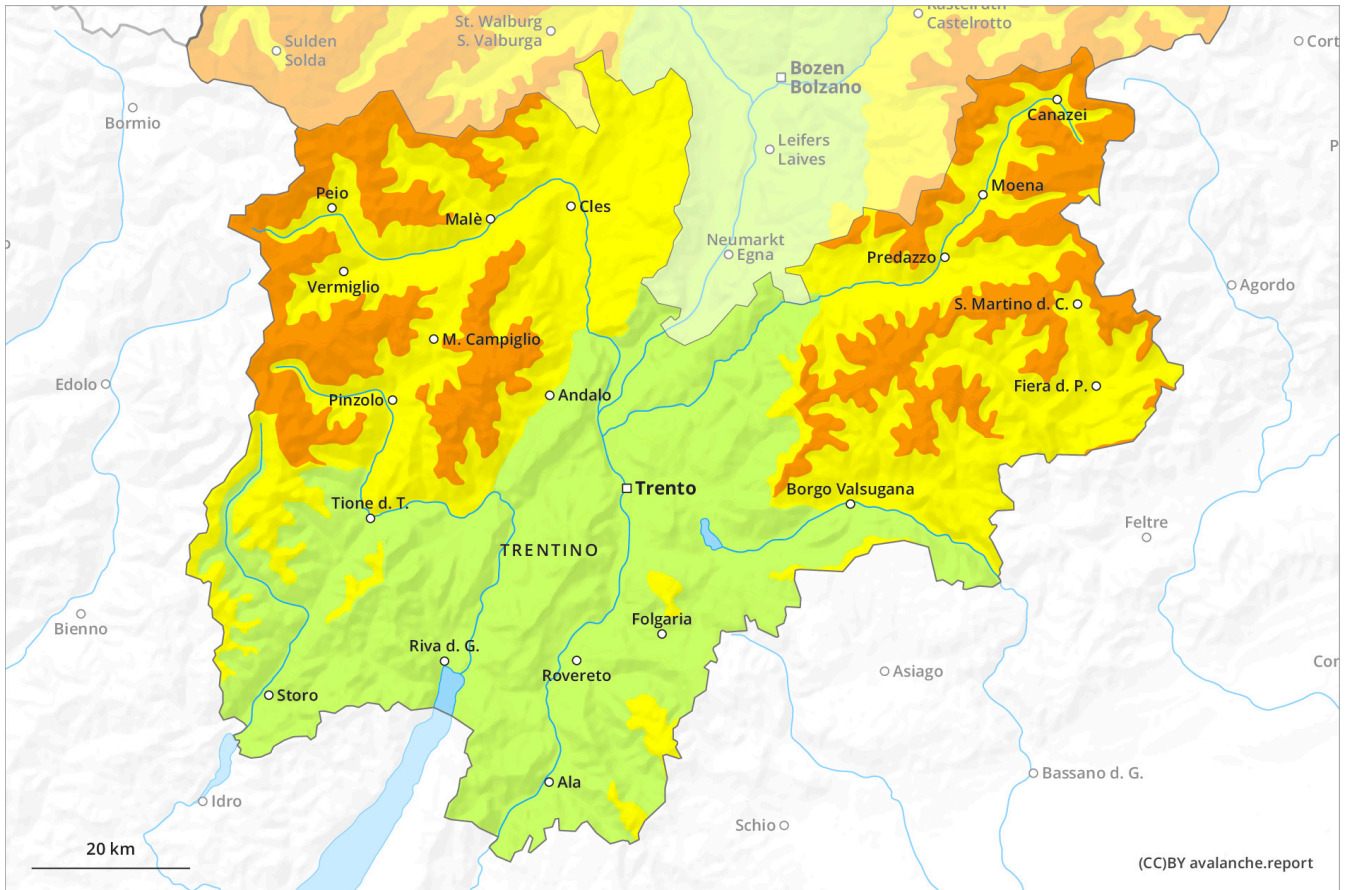 St. Walburg
S. Valburga
Castelrotto
Sulden
Solda
Cort
Bozen
Bolzano
Bormio
Canazei
Leifers
Laives
Peio
Moena
Malè
Cles
Neumarkt
Egna
Predazzo
Vermiglio
Agordo
S. Martino d. C.
M. Campiglio
Edolo
Andalo
Fiera d. P.
Pinzolo
Trento
Borgo Valsugana
Tione d. T.
Feltre
TRENTINO
Bienno
Folgaria
Riva d. G.
Rovereto
Asiago
Cor
Storo
Ala
Bassano d. G.
Idro
Schio
20 km
(CC)BY avalanche.report